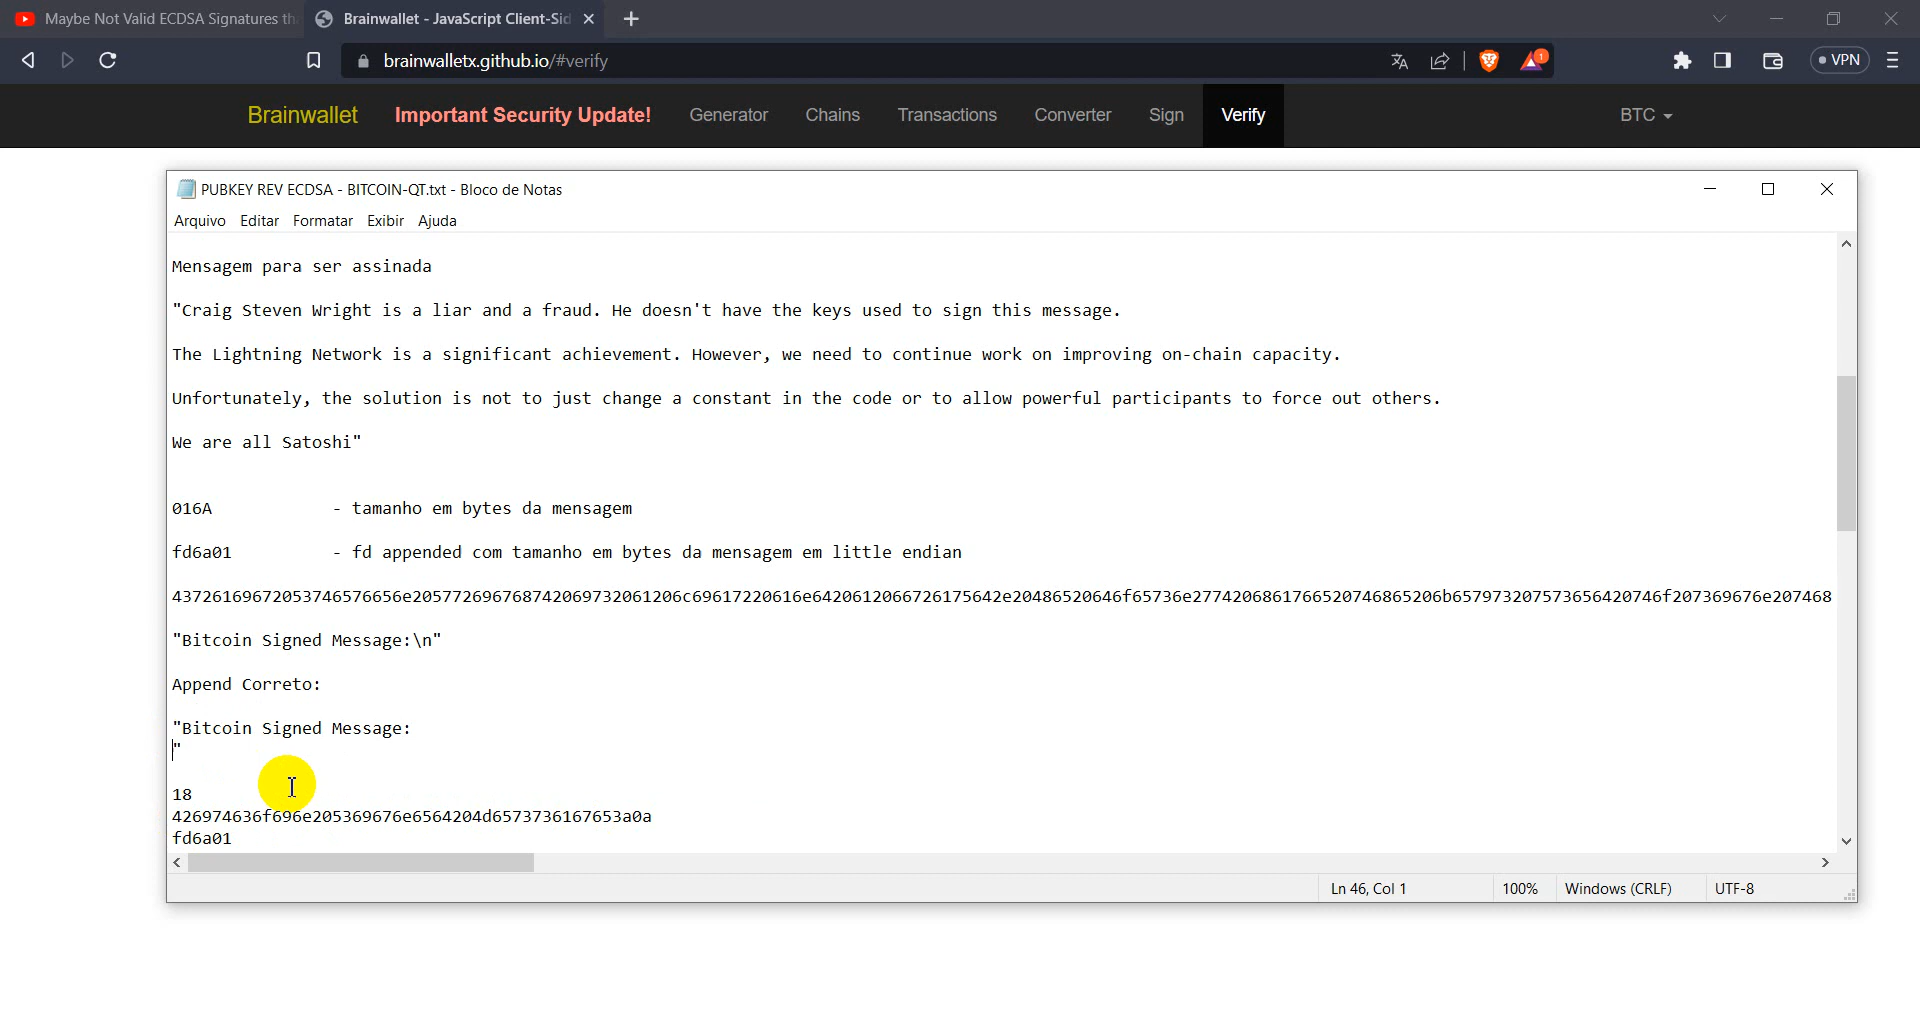 Maybe Not Valid ECDSA Signatures th
Brainwallet - JavaScript Client-Sid
brainwalletx.github.io/#verify
1
VPN
Brainwallet
Important Security Update!
Generator
Chains
Transactions
Converter
Sign
Verify
BTC
PUBKEY REV ECDSA - BITCOIN-QT.txt - Bloco de Notas
Arquivo Editar Formatar Exibir Ajuda
Mensagem para ser assinada
"Craig Steven Wright is a liar and a fraud. He doesn't have the keys used to sign this message.
The Lightning Network is a significant achievement. However, we need to continue work on improving on-chain capacity.
Unfortunately, the solution is not to just change a constant in the code or to allow powerful participants to force out others.
We are all Satoshi"
016A - tamanho em bytes da mensagem
fd6a01 - fd appended com tamanho em bytes da mensagem em little endian
43726169672053746576656e205772696768742069732061206c69617220616e6420612066726175642e20486520646f65736e277420686176652074686520 6b657973207573656420746f207369676e207468
"Bitcoin Signed Message:\n"
Append Correto:
"Bitcoin Signed Message:
"
18
426974636f696e205369676e6564204d6573736167653a0a
fd6a01
Ln 46, Col 1
100%
Windows (CRLF)
UTF-8